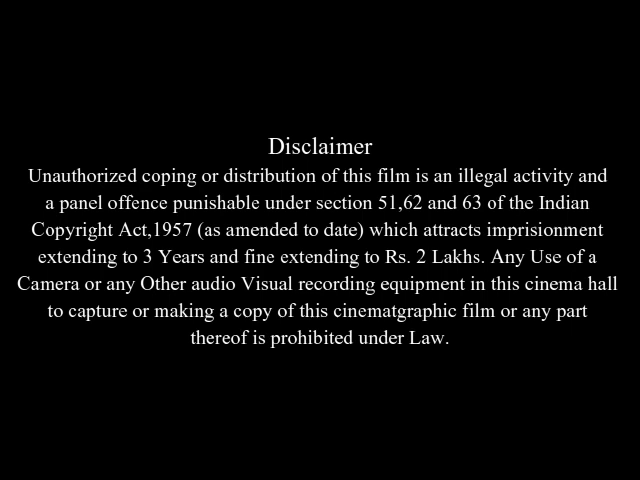 Disclaimer
Unauthorized coping or distribution of this film is an illegal activity and
a panel offence punishable under section 51,62 and 63 of the Indian
Copyright Act,1957 (as amended to date) which attracts imprisionment
extending to 3 Years and fine extending to Rs. 2 Lakhs. Any Use of a
Camera or any Other audio Visual recording equipment in this cinema hall
to capture or making a copy of this cinematgraphic film or any part
thereof is prohibited under Law.